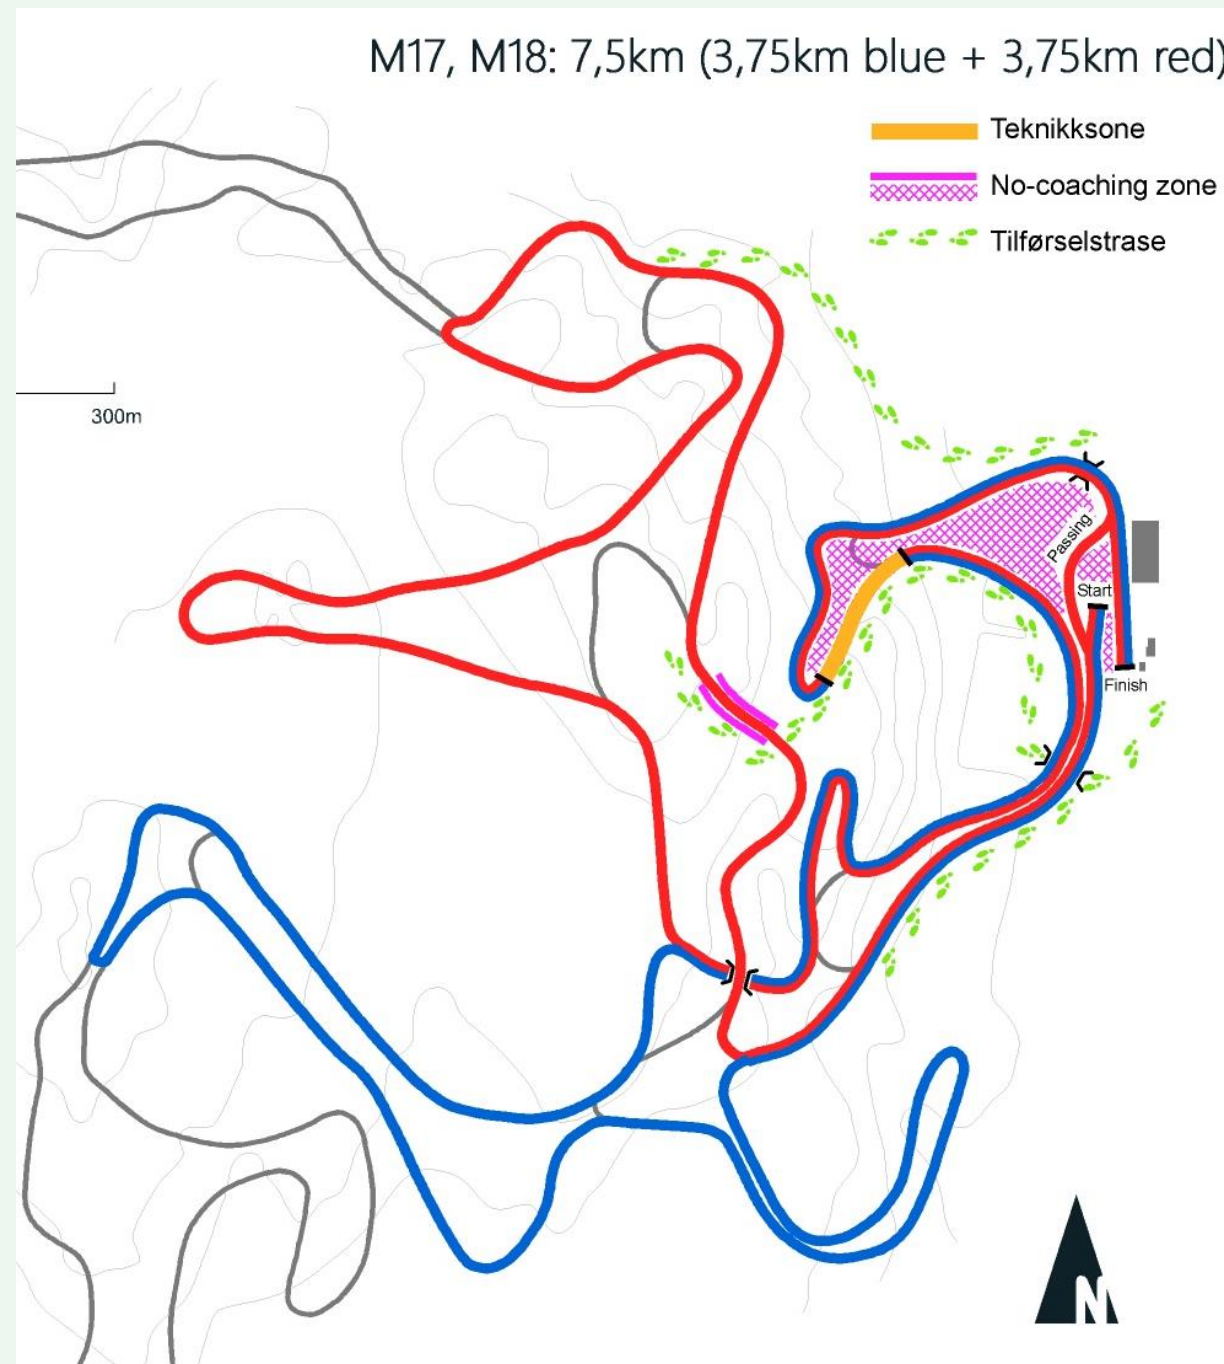 M17, M18: 7,5km (3,75km blue + 3,75km red)
Teknikksone
No-coaching zone
Tilførselstrase
300m
Passing
Start
Finish
N